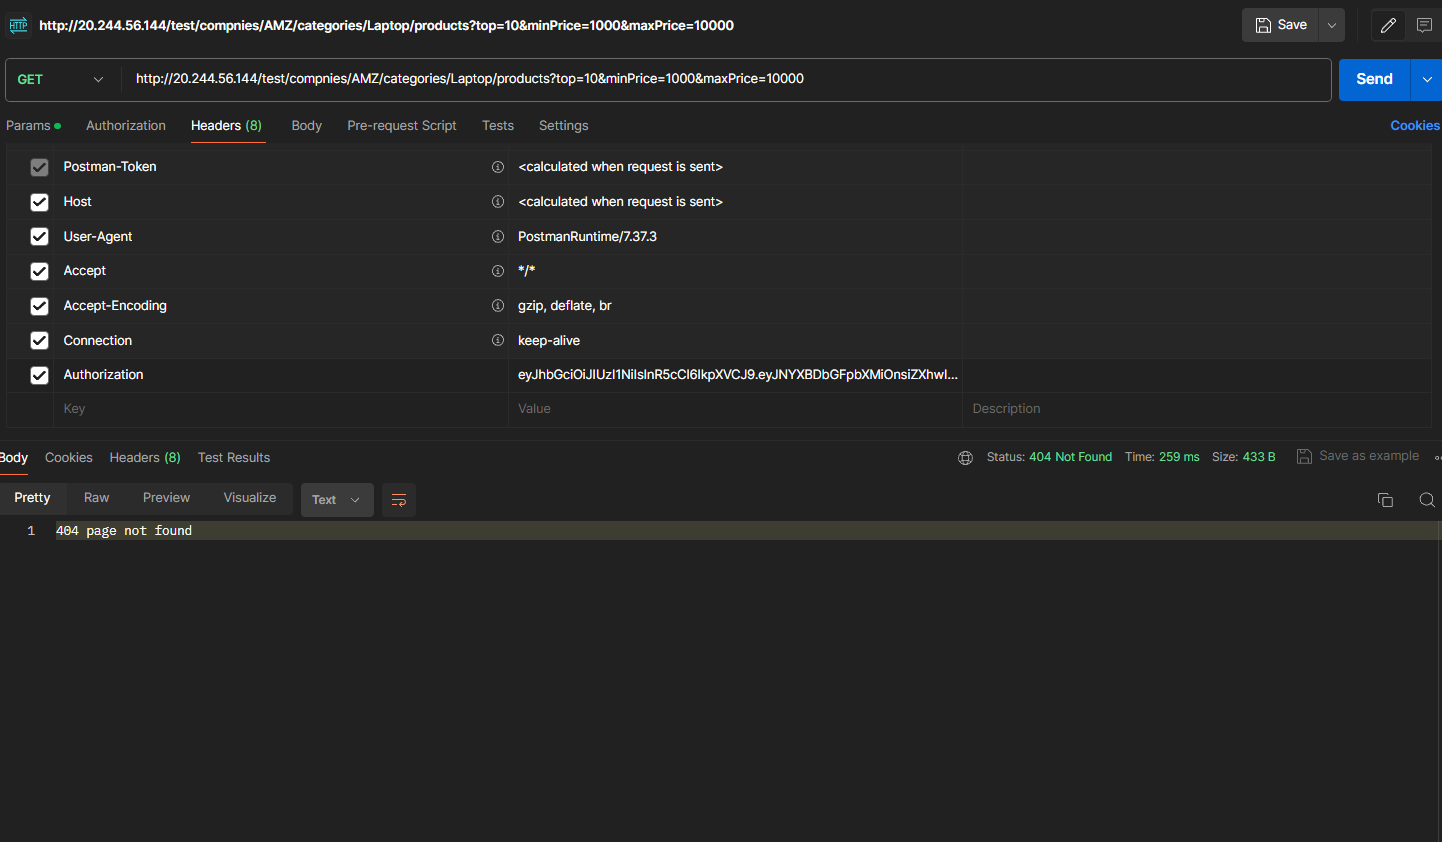 HTTP http://20.244.56.144/test/compnies/AMZ/categories/Laptop/products?top=10&minPrice=1000&maxPrice=10000 Save
GET http://20.244.56.144/test/compnies/AMZ/categories/Laptop/products?top=10&minPrice=1000&maxPrice=10000 Send
Params Authorization Headers (8) Body Pre-request Script Tests Settings Cookies
Postman-Token <calculated when request is sent>
Host <calculated when request is sent>
User-Agent PostmanRuntime/7.37.3
Accept */*
Accept-Encoding gzip, deflate, br
Connection keep-alive
Authorization eyJhbGciOiJIUzI1NiIsInR5cCI6IkpXVCJ9.eyJNYXBDbGFpbXMiOnsiZXhwI...
Key Value Description
Body Cookies Headers (8) Test Results Status: 404 Not Found Time: 259 ms Size: 433 B Save as example
Pretty Raw Preview Visualize Text
1 404 page not found